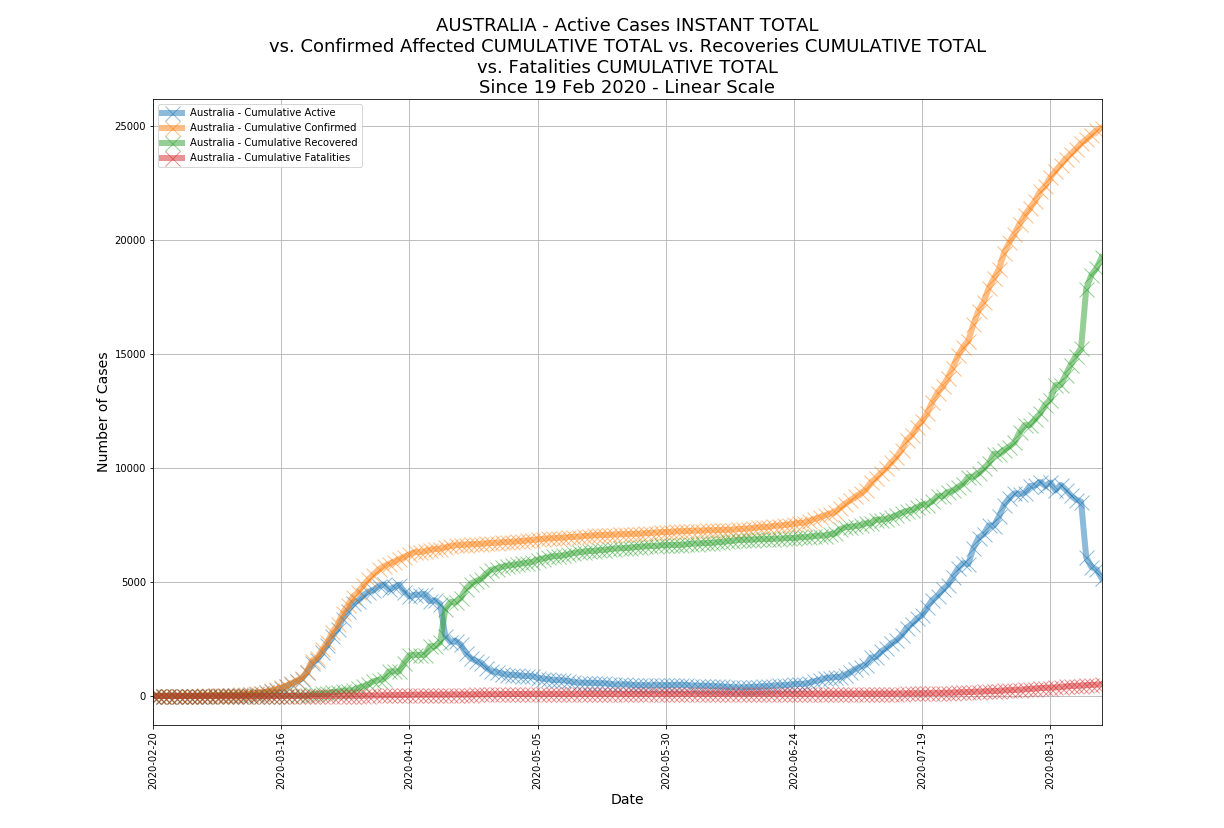 AUSTRALIA - Active Cases INSTANT TOTAL
vs. Confirmed Affected CUMULATIVE TOTAL vs. Recoveries CUMULATIVE TOTAL
vs. Fatalities CUMULATIVE TOTAL
Since 19 Feb 2020 - Linear Scale
Australia - Cumulative Active
Australia - Cumulative Confirmed
Australia - Cumulative Recovered
Australia - Cumulative Fatalities
Number of Cases
25000
20000
15000
10000
5000
0
2020-02-20
2020-03-16
2020-04-10
2020-05-05
2020-05-30
2020-06-24
2020-07-19
2020-08-13
Date